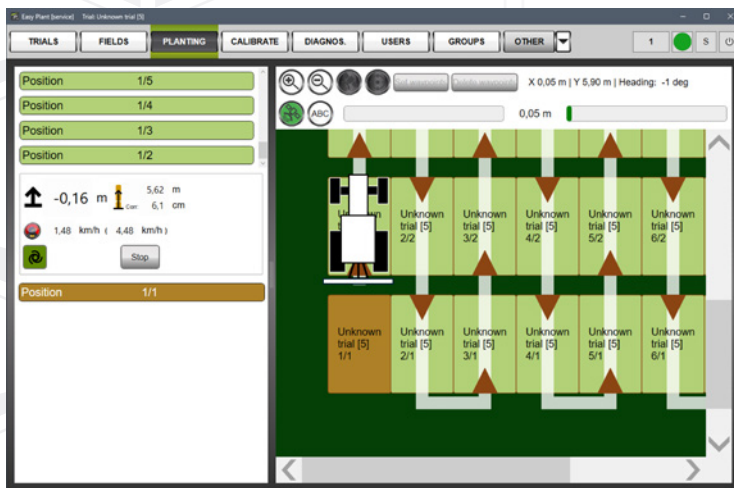 Easy Plant [service] Trial: Unknown trial [5]
TRIALS FIELDS PLANTING CALIBRATE DIAGNOS. USERS GROUPS OTHER 1 S
Position 1/5
Position 1/4
Position 1/3
Position 1/2
-0,16 m
5,62 m
Corr: 6,1 cm
1,48 km/h ( 4,48 km/h )
Stop
Position 1/1
X 0,05 m | Y 5,90 m | Heading: -1 deg
ABC
0,05 m
Unknown
trial [5]
2/2
Unknown
trial [5]
3/2
Unknown
trial [5]
4/2
Unknown
trial [5]
5/2
Unknown
trial [5]
6/2
Unknown
trial [5]
1/1
Unknown
trial [5]
2/1
Unknown
trial [5]
3/1
Unknown
trial [5]
4/1
Unknown
trial [5]
5/1
Unknown
trial [5]
6/1